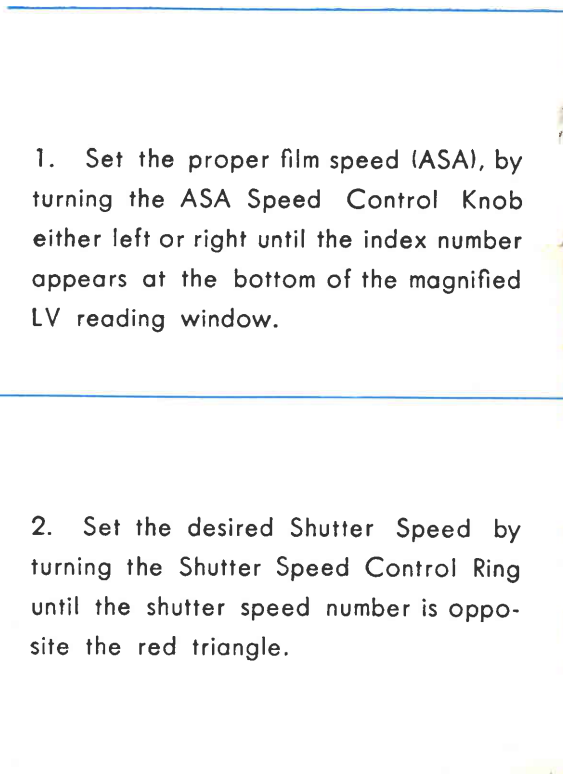 1. Set the proper film speed (ASA), by
turning the ASA Speed Control Knob
either left or right until the index number
appears at the bottom of the magnified
LV reading window.
2. Set the desired Shutter Speed by
turning the Shutter Speed Control Ring
until the shutter speed number is oppo-
site the red triangle.